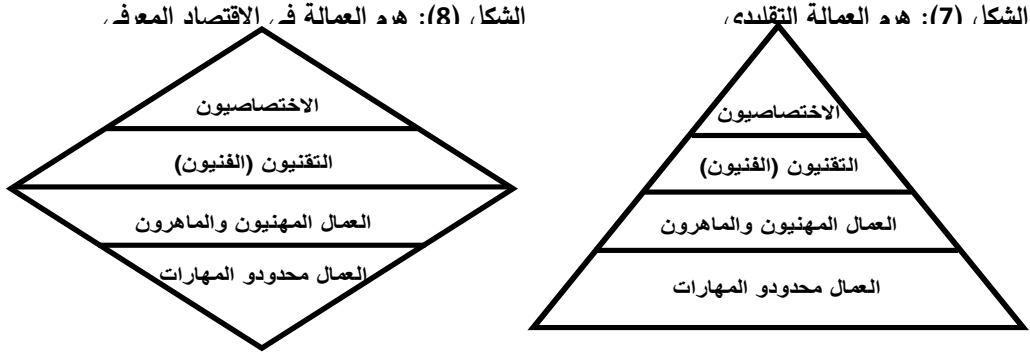 الشكل (7): هرم العمالة التقليدي
الشكل (8): هرم العمالة في الاقتصاد المعرفي
الاختصاصيون
التقنيون (الفنيون)
العمال المهنيون والماهرون
العمال محدودو المهارات
الاختصاصيون
التقنيون (الفنيون)
العمال المهنيون والماهرون
العمال محدودو المهارات